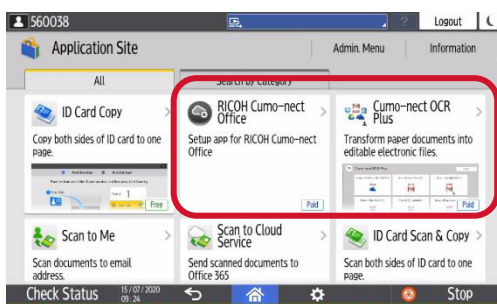 560038
?
Logout
Application Site
Admin. Menu
Information
All
Search by Category
ID Card Copy
Copy both sides of ID card to one
page.
1
Free
RICOH Cumo-nect
Office
Setup app for RICOH Cumo-nect
Office
Paid
Cumo-nect OCR
Plus
Transform paper documents into
editable electronic files.
Paid
Scan to Me
Scan documents to email
address.
Scan to Cloud
Service
Send scanned documents to
Office 365
ID Card Scan & Copy
Scan both sides of ID card to one
page.
Check Status
15/07/2020
09:24
Stop